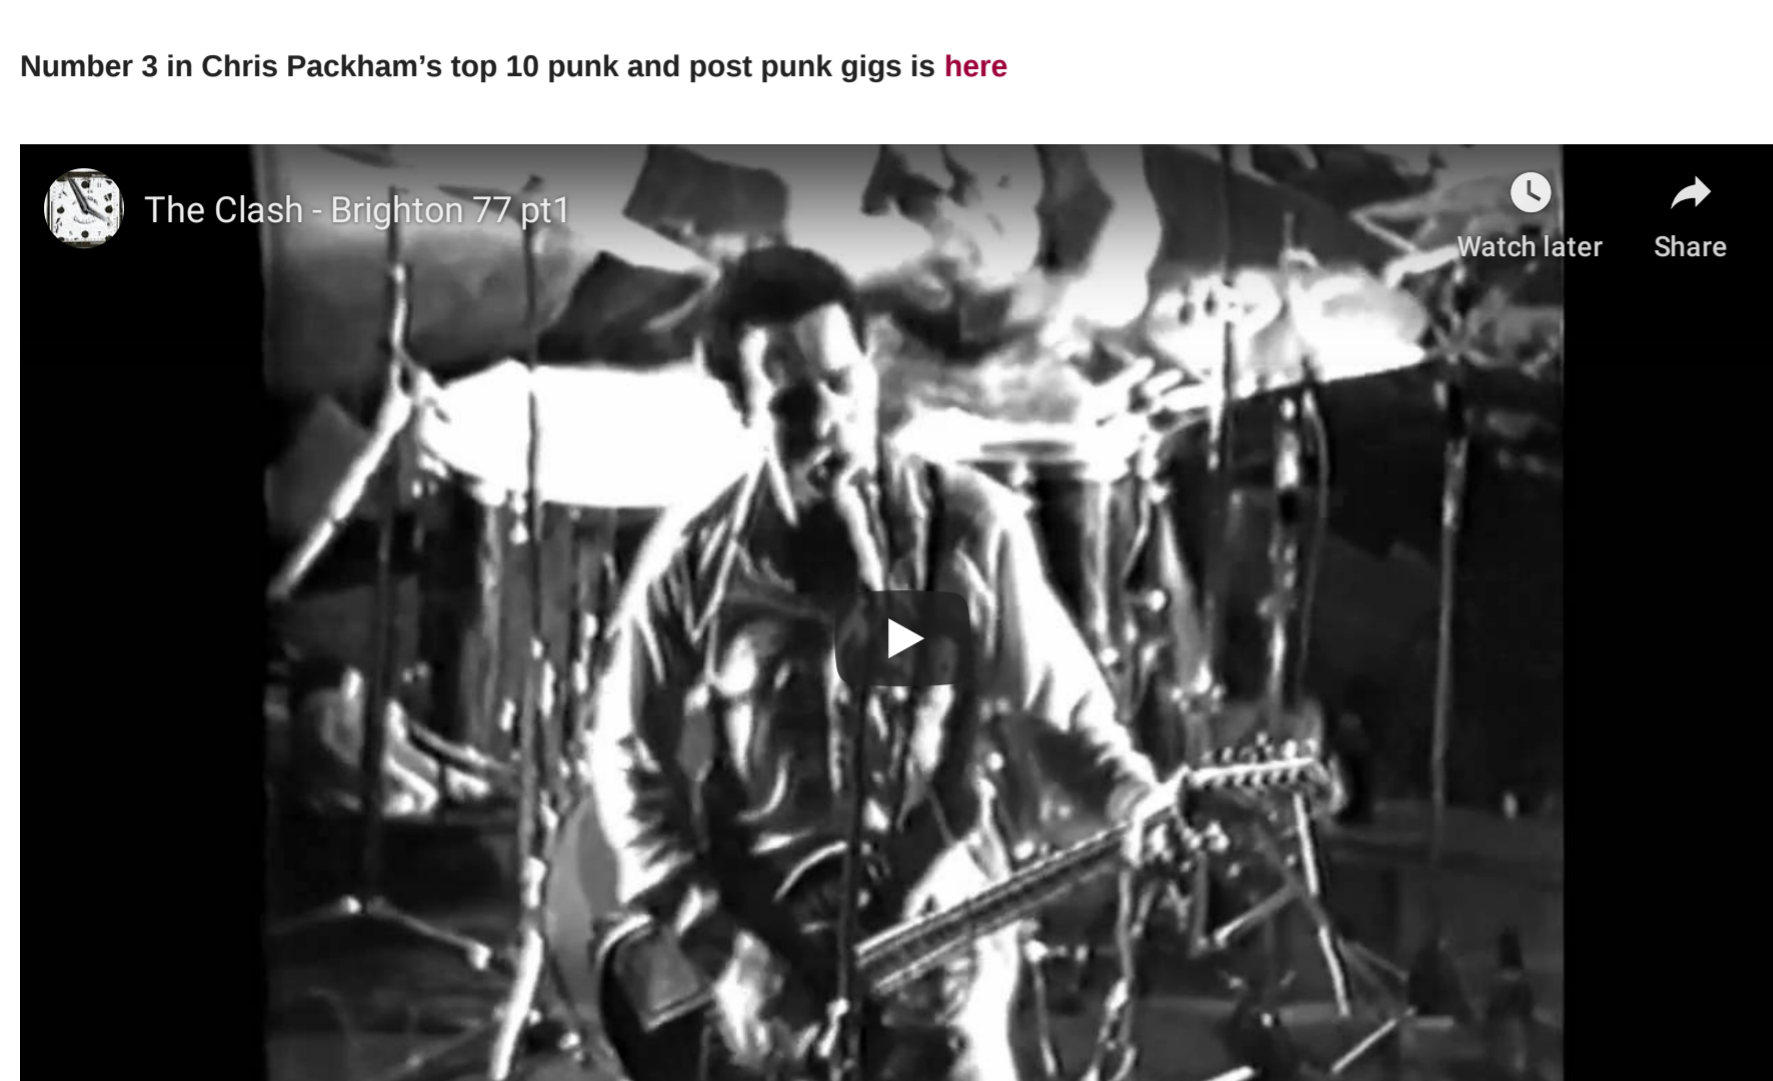 Number 3 in Chris Packham’s top 10 punk and post punk gigs is here
The Clash - Brighton 77 pt1
Watch later
Share